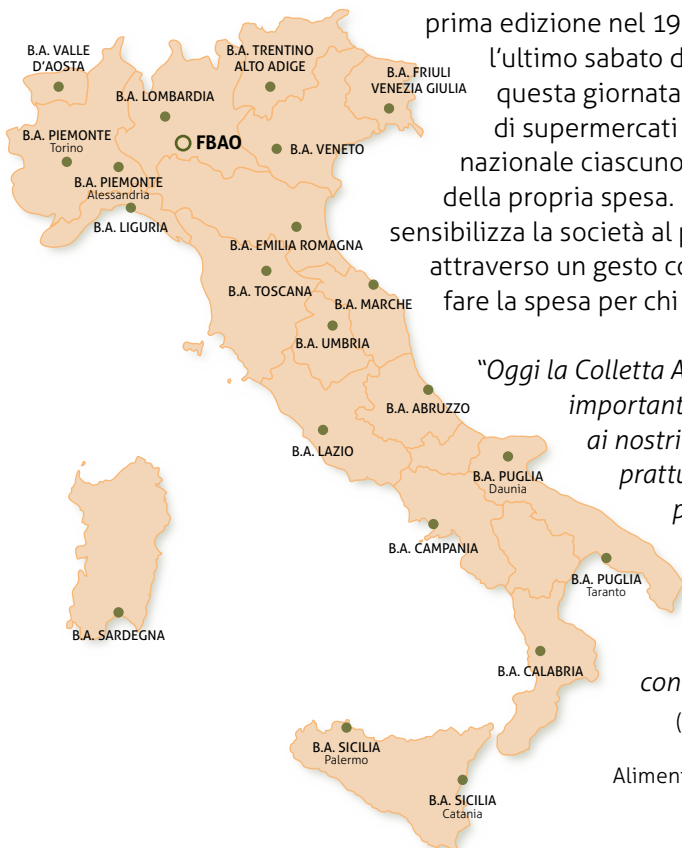 prima edizione nel 19
l'ultimo sabato d
questa giornata
di supermercati
nazionale ciascuno
della propria spesa.
sensibilizza la società al p
attraverso un gesto co
fare la spesa per chi
“Oggi la Colletta A
important
ai nostri
prattu
p
con
(
Aliment
B.A. VALLE
D'AOSTA
B.A. TRENTINO
ALTO ADIGE
B.A. FRIULI
VENEZIA GIULIA
B.A. LOMBARDIA
B.A. PIEMONTE
Torino
FBAO
B.A. VENETO
B.A. PIEMONTE
Alessandria
B.A. LIGURIA
B.A. EMILIA ROMAGNA
B.A. TOSCANA
B.A. MARCHE
B.A. UMBRIA
B.A. ABRUZZO
B.A. LAZIO
B.A. PUGLIA
Daunia
B.A. CAMPANIA
B.A. PUGLIA
Taranto
B.A. SARDEGNA
B.A. CALABRIA
B.A. SICILIA
Palermo
B.A. SICILIA
Catania